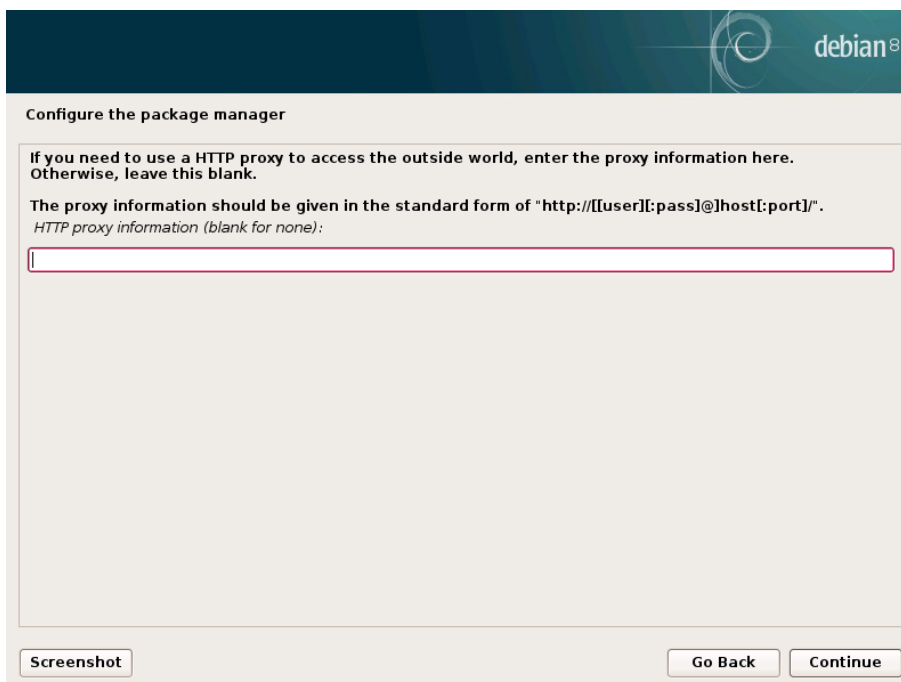 debian 8
Configure the package manager
If you need to use a HTTP proxy to access the outside world, enter the proxy information here.
Otherwise, leave this blank.
The proxy information should be given in the standard form of "http://[[user][:pass]@]host[:port]/".
HTTP proxy information (blank for none):
Screenshot
Go Back
Continue